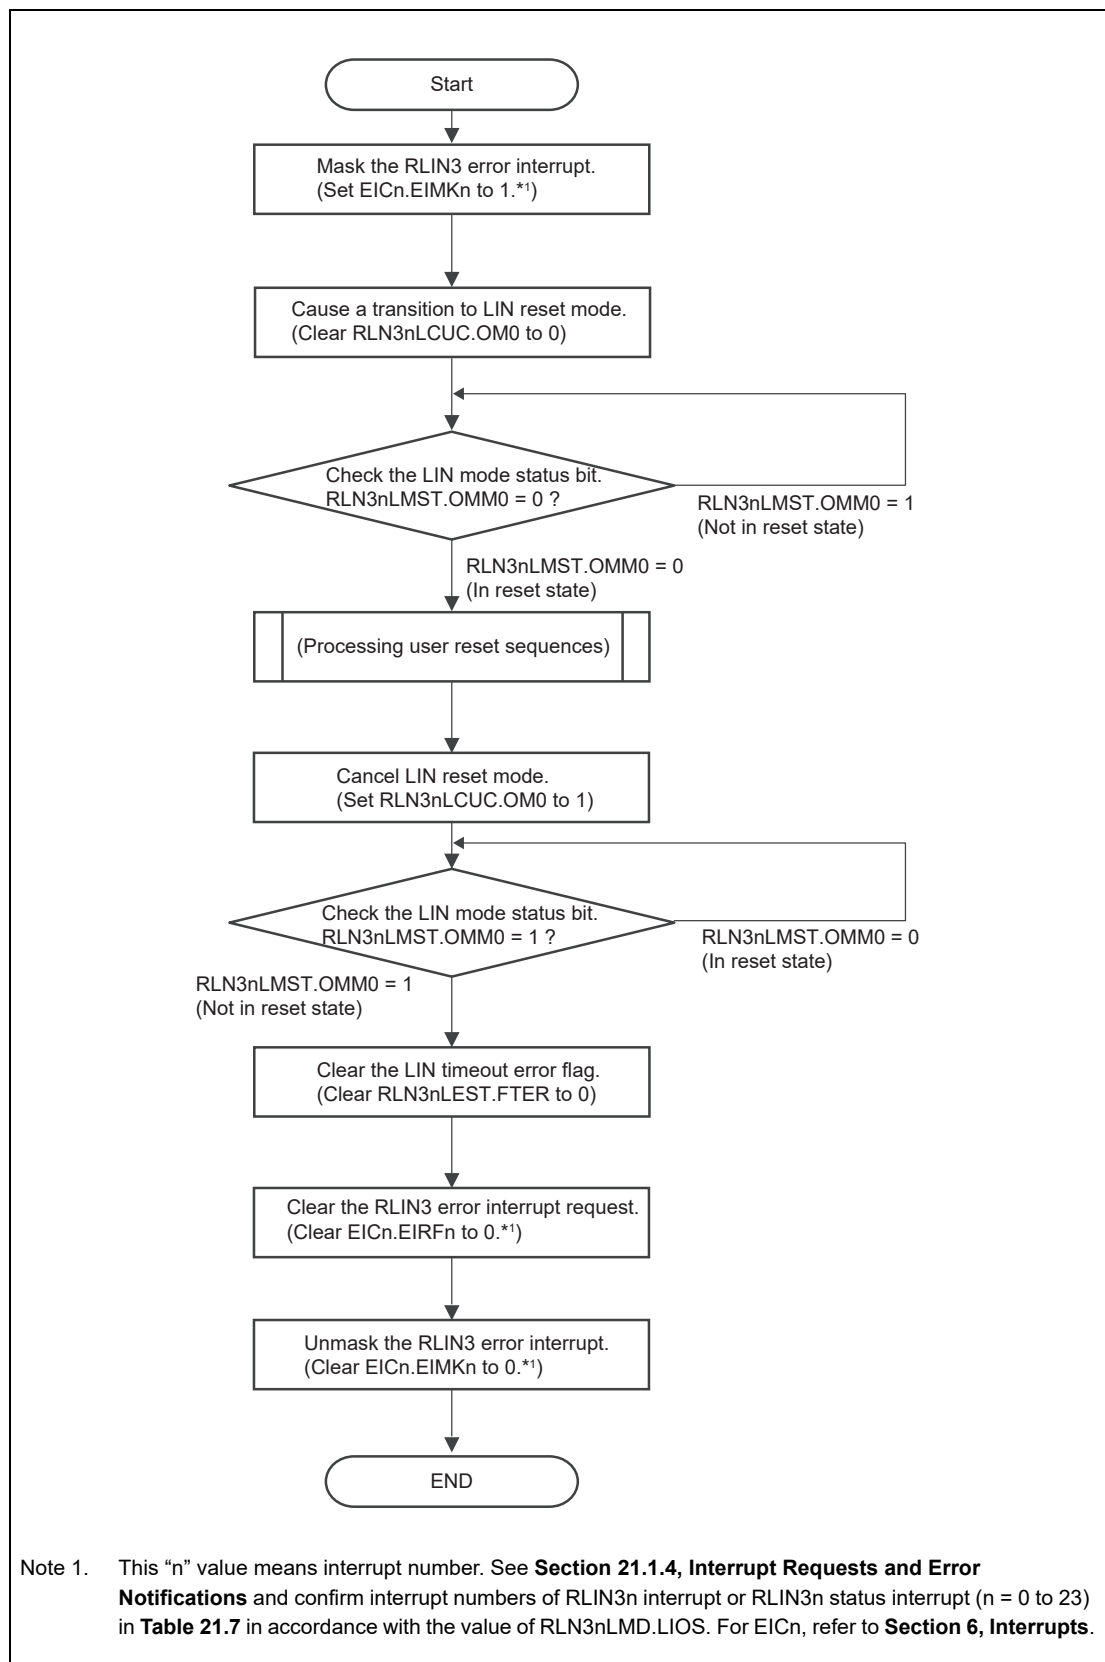 Start
Mask the RLIN3 error interrupt.
(Set EICn.EIMKn to 1.*1)
Cause a transition to LIN reset mode.
(Clear RLN3nLCUC.OM0 to 0)
Check the LIN mode status bit.
RLN3nLMST.OMM0 = 0 ?
RLN3nLMST.OMM0 = 1
(Not in reset state)
RLN3nLMST.OMM0 = 0
(In reset state)
(Processing user reset sequences)
Cancel LIN reset mode.
(Set RLN3nLCUC.OM0 to 1)
Check the LIN mode status bit.
RLN3nLMST.OMM0 = 1 ?
RLN3nLMST.OMM0 = 0
(In reset state)
RLN3nLMST.OMM0 = 1
(Not in reset state)
Clear the LIN timeout error flag.
(Clear RLN3nLEST.FTER to 0)
Clear the RLIN3 error interrupt request.
(Clear EICn.EIRFn to 0.*1)
Unmask the RLIN3 error interrupt.
(Clear EICn.EIMKn to 0.*1)
END
Note 1. This “n” value means interrupt number. See Section 21.1.4, Interrupt Requests and Error
Notifications and confirm interrupt numbers of RLIN3n interrupt or RLIN3n status interrupt (n = 0 to 23)
in Table 21.7 in accordance with the value of RLN3nLMD.LIOS. For EICn, refer to Section 6, Interrupts.